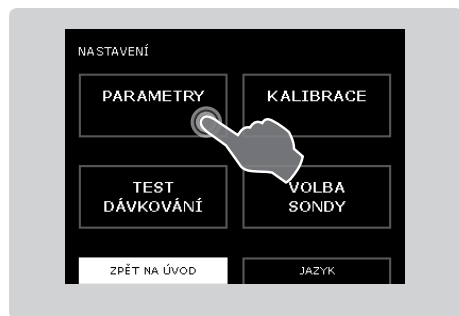 NASTAVENÍ
PARAMETRY
KALIBRACE
TEST
DÁVKOVÁNÍ
VOLBA
SONDY
ZPĚT NA ÚVOD
JAZYK